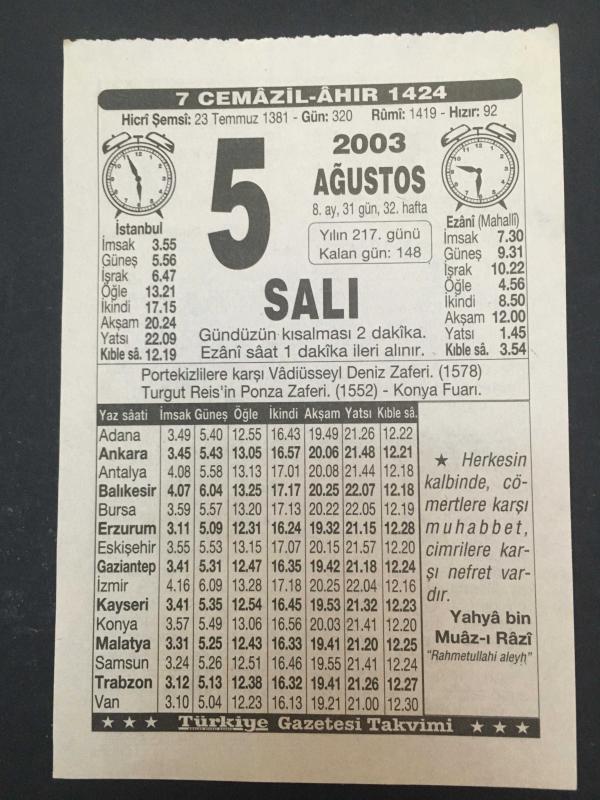 7 CEMÂZİL-ÂHIR 1424
Hicrî Şemsî: 23 Temmuz 1381 - Gün: 320 Rûmî: 1419 - Hızır: 92
5
2003
AĞUSTOS
8. ay, 31 gün, 32. hafta
Yılın 217. günü
Kalan gün: 148
SALI
Gündüzün kısalması 2 dakîka.
Ezânî sâat 1 dakîka ileri alınır.
İstanbul
İmsak 3.55
Güneş 5.56
İşrak 6.47
Öğle 13.21
İkindi 17.15
Akşam 20.24
Yatsı 22.09
Kıble sâ. 12.19
Ezânî (Mahallî)
İmsak 7.30
Güneş 9.31
İşrak 10.22
Öğle 4.56
İkindi 8.50
Akşam 12.00
Yatsı 1.45
Kıble sâ. 3.54
Portekizlilere karşı Vâdiüsseyl Deniz Zaferi. (1578)
Turgut Reis'in Ponza Zaferi. (1552) - Konya Fuarı.
Yaz sâati İmsak Güneş Öğle İkindi Akşam Yatsı Kıble sâ.
Adana 3.49 5.40 12.55 16.43 19.49 21.26 12.22
Ankara 3.45 5.43 13.05 16.57 20.06 21.48 12.21
Antalya 4.08 5.58 13.13 17.01 20.08 21.44 12.18
Balıkesir 4.07 6.04 13.25 17.17 20.25 22.07 12.18
Bursa 3.59 5.57 13.20 17.13 20.22 22.05 12.19
Erzurum 3.11 5.09 12.31 16.24 19.32 21.15 12.28
Eskişehir 3.55 5.53 13.15 17.07 20.15 21.57 12.20
Gaziantep 3.41 5.31 12.47 16.35 19.42 21.18 12.24
İzmir 4.16 6.09 13.28 17.18 20.25 22.04 12.16
Kayseri 3.41 5.35 12.54 16.45 19.53 21.32 12.23
Konya 3.57 5.49 13.06 16.56 20.03 21.41 12.20
Malatya 3.31 5.25 12.43 16.33 19.41 21.20 12.25
Samsun 3.24 5.26 12.51 16.46 19.55 21.41 12.24
Trabzon 3.12 5.13 12.38 16.32 19.41 21.26 12.27
Van 3.10 5.04 12.23 16.13 19.21 21.00 12.30
★ Herkesin
kalbinde, cö-
mertlere karşı
muhabbet,
cimrilere kar-
şı nefret var-
dır.
Yahyâ bin
Muâz-ı Râzî
"Rahmetullahi aleyh"
★ ★ ★ Türkiye Gazetesi Takvimi ★ ★ ★